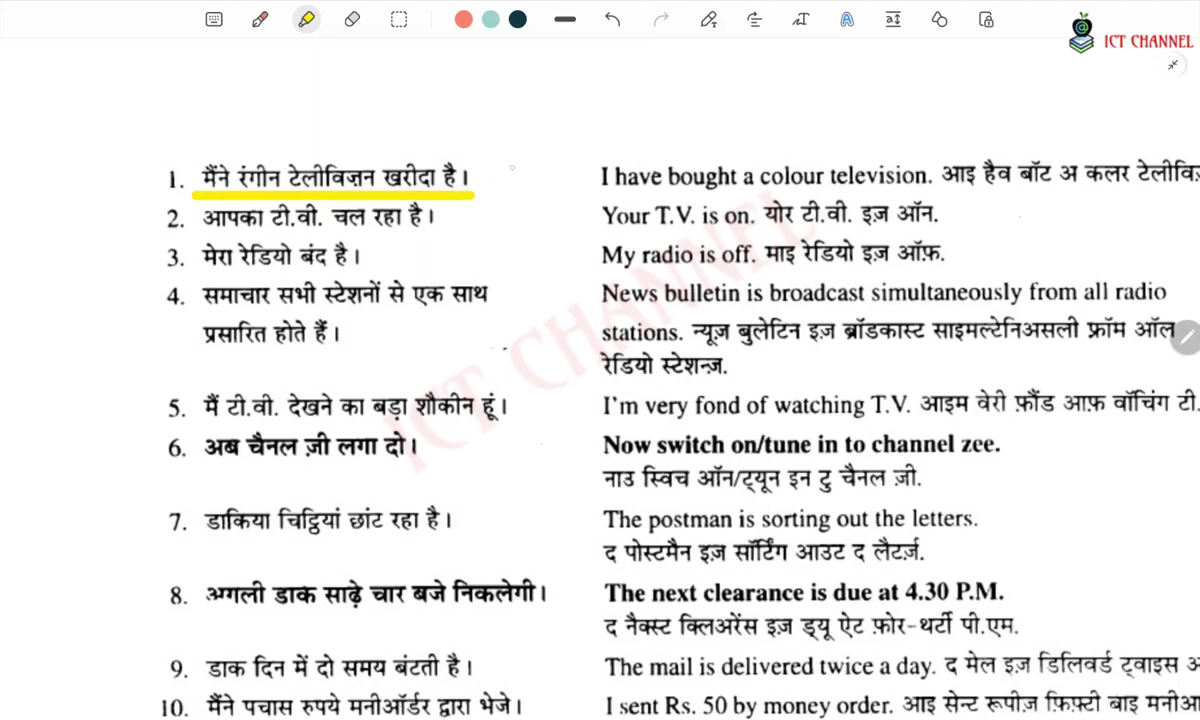 ICT CHANNEL
1. मैंने रंगीन टेलीविज़न खरीदा है। I have bought a colour television. आइ हैव बॉट अ कलर
2. आपका टी.वी. चल रहा है। Your T.V. is on. योर टी.वी. इज़ ऑन.
3. मेरा रेडियो बंद है। My radio is off. माइ रेडियो इज़ ऑफ़.
4. समाचार सभी स्टेशनों से एक साथ News bulletin is broadcast simultaneously from all radio
प्रसारित होते हैं। stations. न्यूज़ बुलेटिन इज़ ब्रॉडकास्ट साइमल्टेनिअसली फ्रॉम ऑल
रेडियो स्टेशन्ज़.
5. मैं टी.वी. देखने का बड़ा शौकीन हूं। I'm very fond of watching T.V. आइम वेरी फ़ौंड आफ़ वॉचिंग टी.
6. अब चैनल ज़ी लगा दो। Now switch on/tune in to channel zee.
नाउ स्विच ऑन/ट्यून इन टु चैनल ज़ी.
7. डाकिया चिट्ठियां छांट रहा है। The postman is sorting out the letters.
द पोस्टमैन इज़ सॉर्टिंग आउट द लैटर्ज़.
8. अगली डाक साढ़े चार बजे निकलेगी। The next clearance is due at 4.30 P.M.
द नैक्स्ट क्लिअरेंस इज़ ड्यू ऐट फ़ोर-थर्टी पी.एम.
9. डाक दिन में दो समय बंटती है। The mail is delivered twice a day. द मेल इज़ डिलिवर्ड ट्वाइस
10. मैंने पचास रुपये मनीऑर्डर द्वारा भेजे। I sent Rs. 50 by money order. आइ सेन्ट रूपीज़ फ़िफ़्टी बाइ
ICT CHANNEL